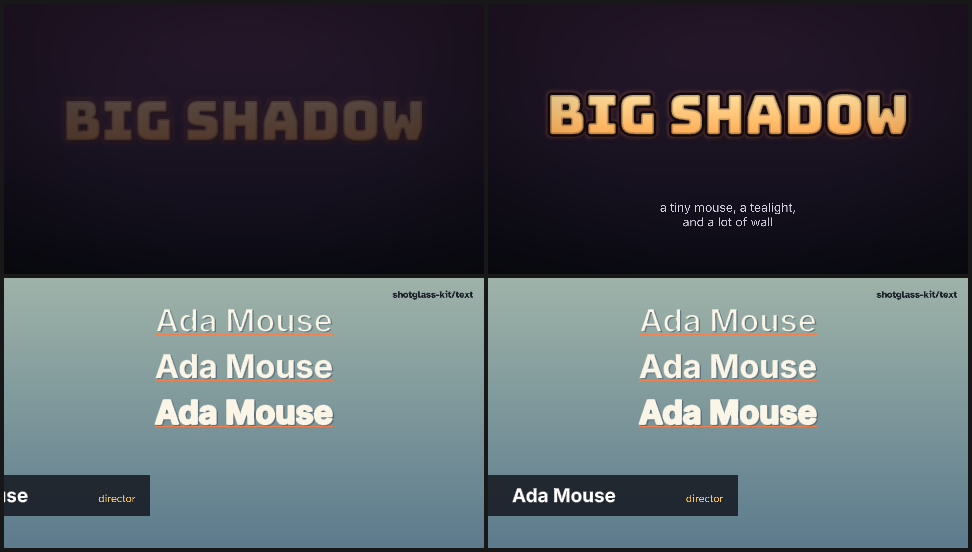 BIG SHADOW
BIG SHADOW
a tiny mouse, a tealight,
and a lot of wall
shotglass-kit/text
Ada Mouse
Ada Mouse
Ada Mouse
use director
shotglass-kit/text
Ada Mouse
Ada Mouse
Ada Mouse
Ada Mouse director